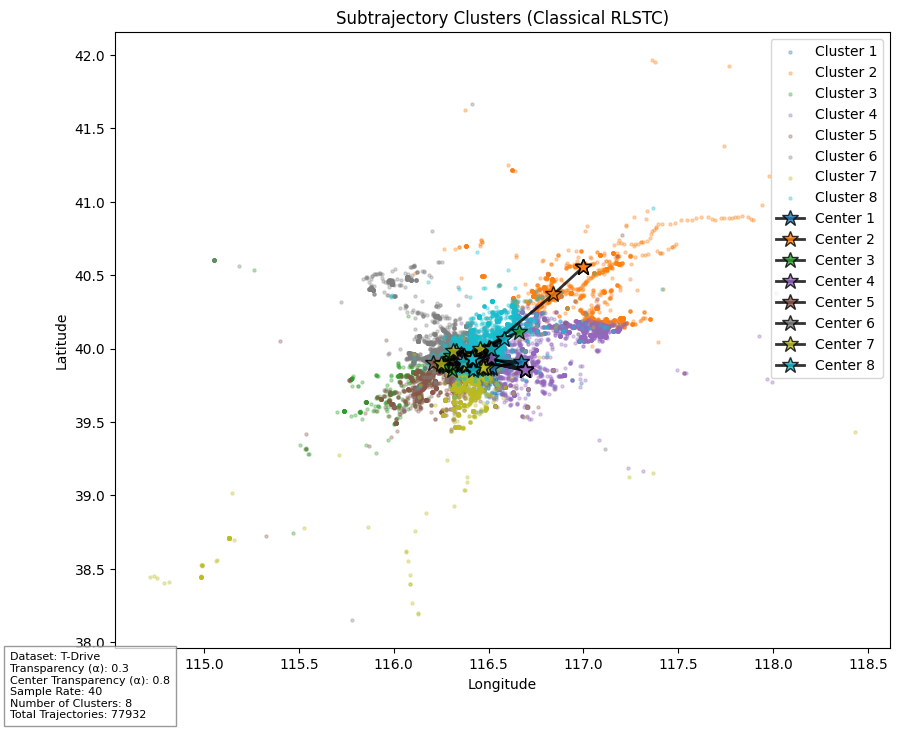 Subtrajectory Clusters (Classical RLSTC)
42.0
41.5
41.0
40.5
40.0
39.5
39.0
38.5
38.0
Latitude
Cluster 1
Cluster 2
Cluster 3
Cluster 4
Cluster 5
Cluster 6
Cluster 7
Cluster 8
Center 1
Center 2
Center 3
Center 4
Center 5
Center 6
Center 7
Center 8
115.0 115.5 116.0 116.5 117.0 117.5 118.0 118.5
Longitude
Dataset: T-Drive
Transparency (α): 0.3
Center Transparency (α): 0.8
Sample Rate: 40
Number of Clusters: 8
Total Trajectories: 77932